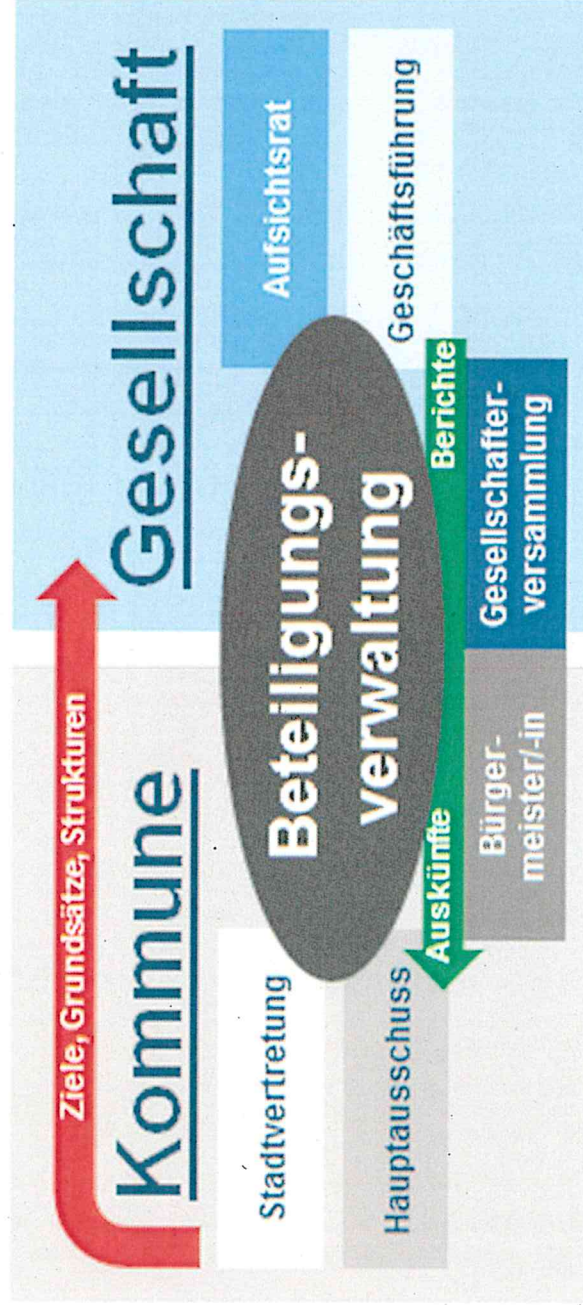 Ziele, Grundsätze, Strukturen
Kommune
Gesellschaft
Stadtvertretung
Hauptausschuss
Beteiligungs-
verwaltung
Aufsichtsrat
Geschäftsführung
Auskünfte
Berichte
Bürger-
meister/-in
Gesellschafter-
versammlung